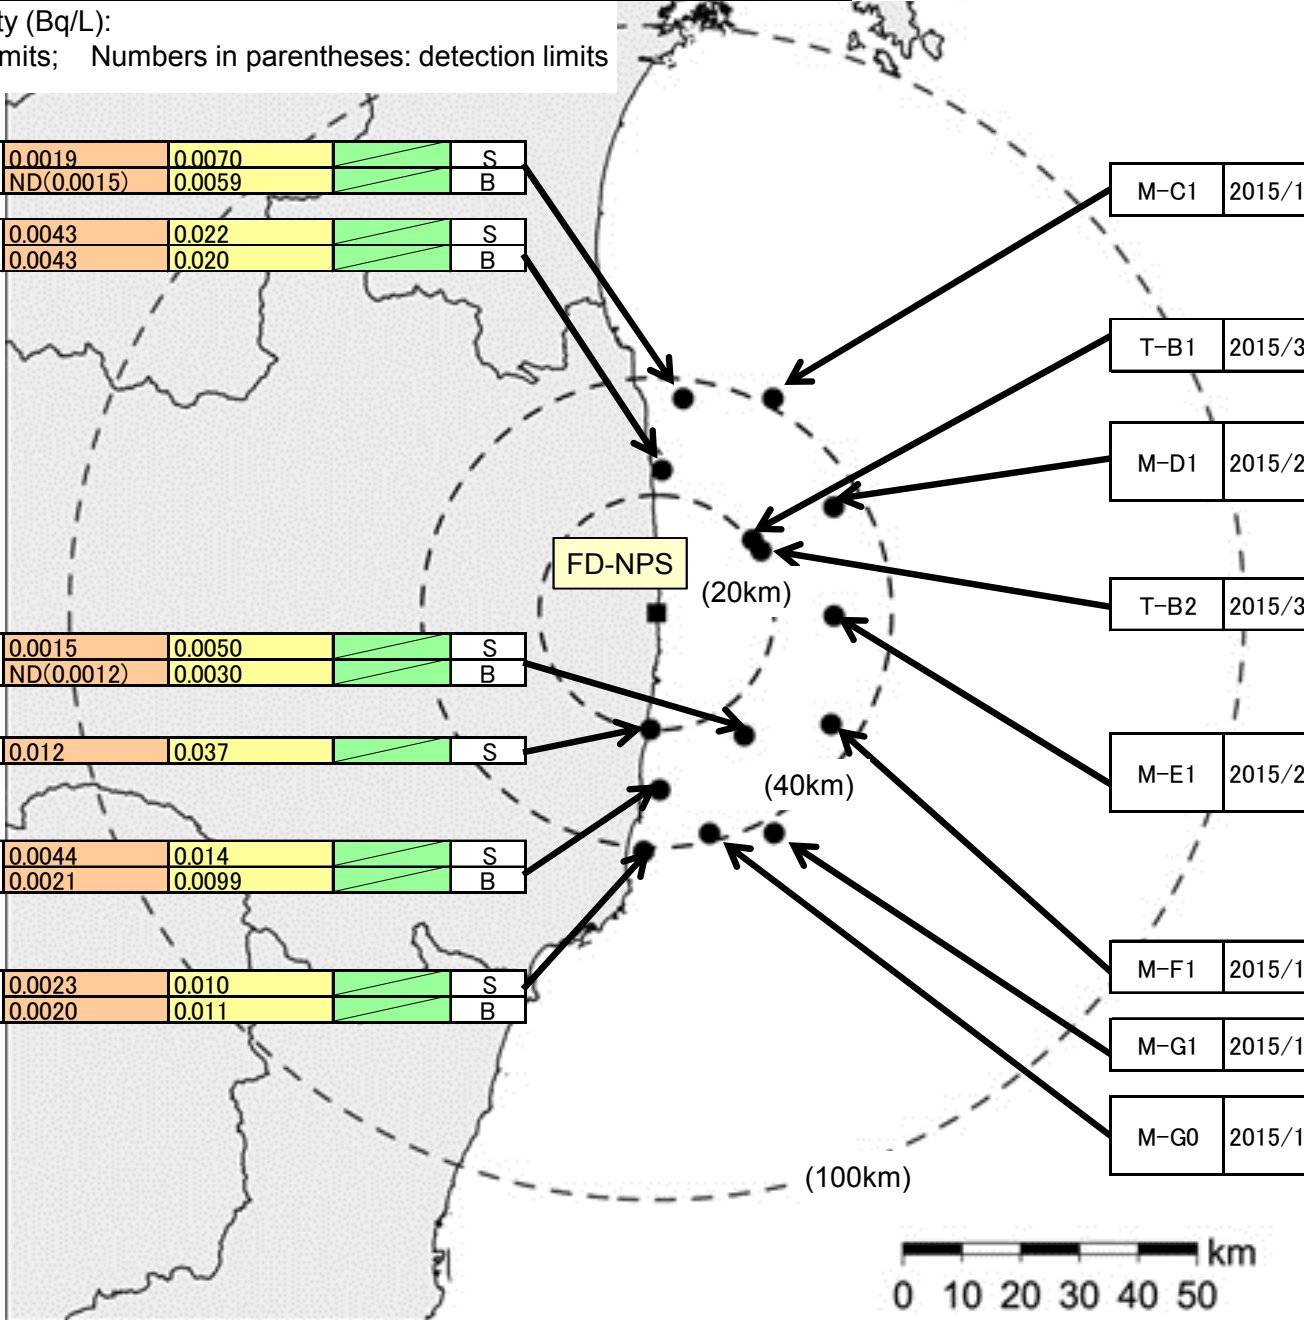 ty (Bq/L):
mits; Numbers in parentheses: detection limits
0.0019 0.0070 S
ND(0.0015) 0.0059 B
0.0043 0.022 S
0.0043 0.020 B
M-C1 2015/1
T-B1 2015/3
M-D1 2015/2
FD-NPS
(20km)
T-B2 2015/3
0.0015 0.0050 S
ND(0.0012) 0.0030 B
0.012 0.037 S
M-E1 2015/2
(40km)
0.0044 0.014 S
0.0021 0.0099 B
0.0023 0.010 S
0.0020 0.011 B
M-F1 2015/1
M-G1 2015/1
M-G0 2015/1
(100km)
km
0 10 20 30 40 50